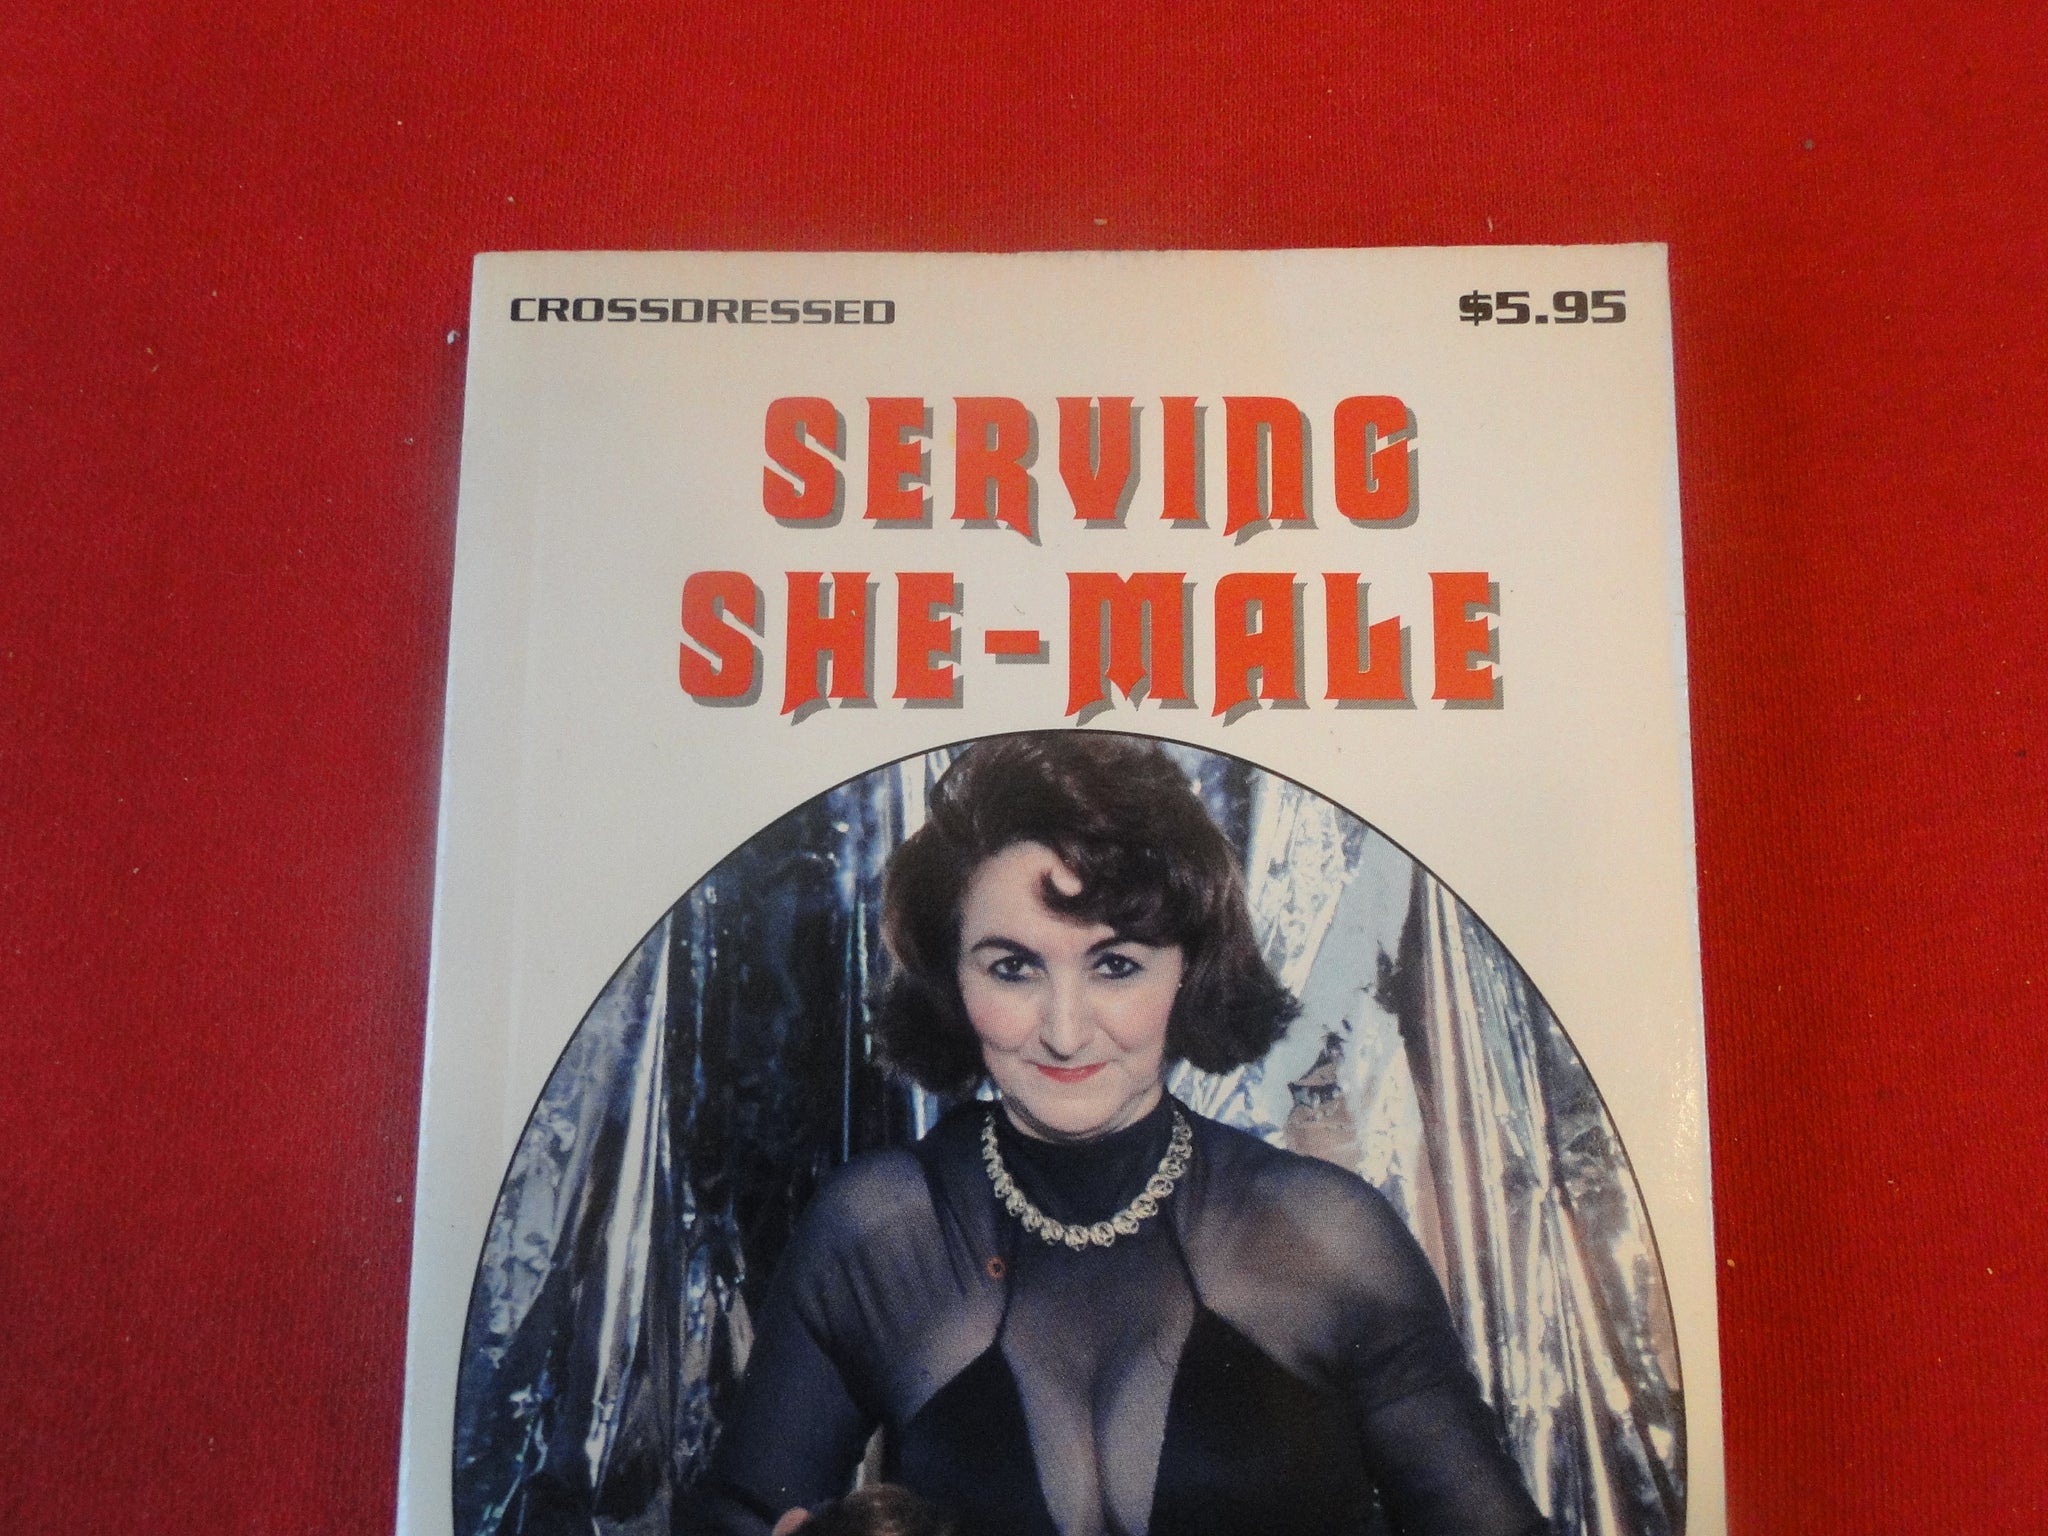 CROSSDRESSED
$5.95
SERVING
SHE-MALE